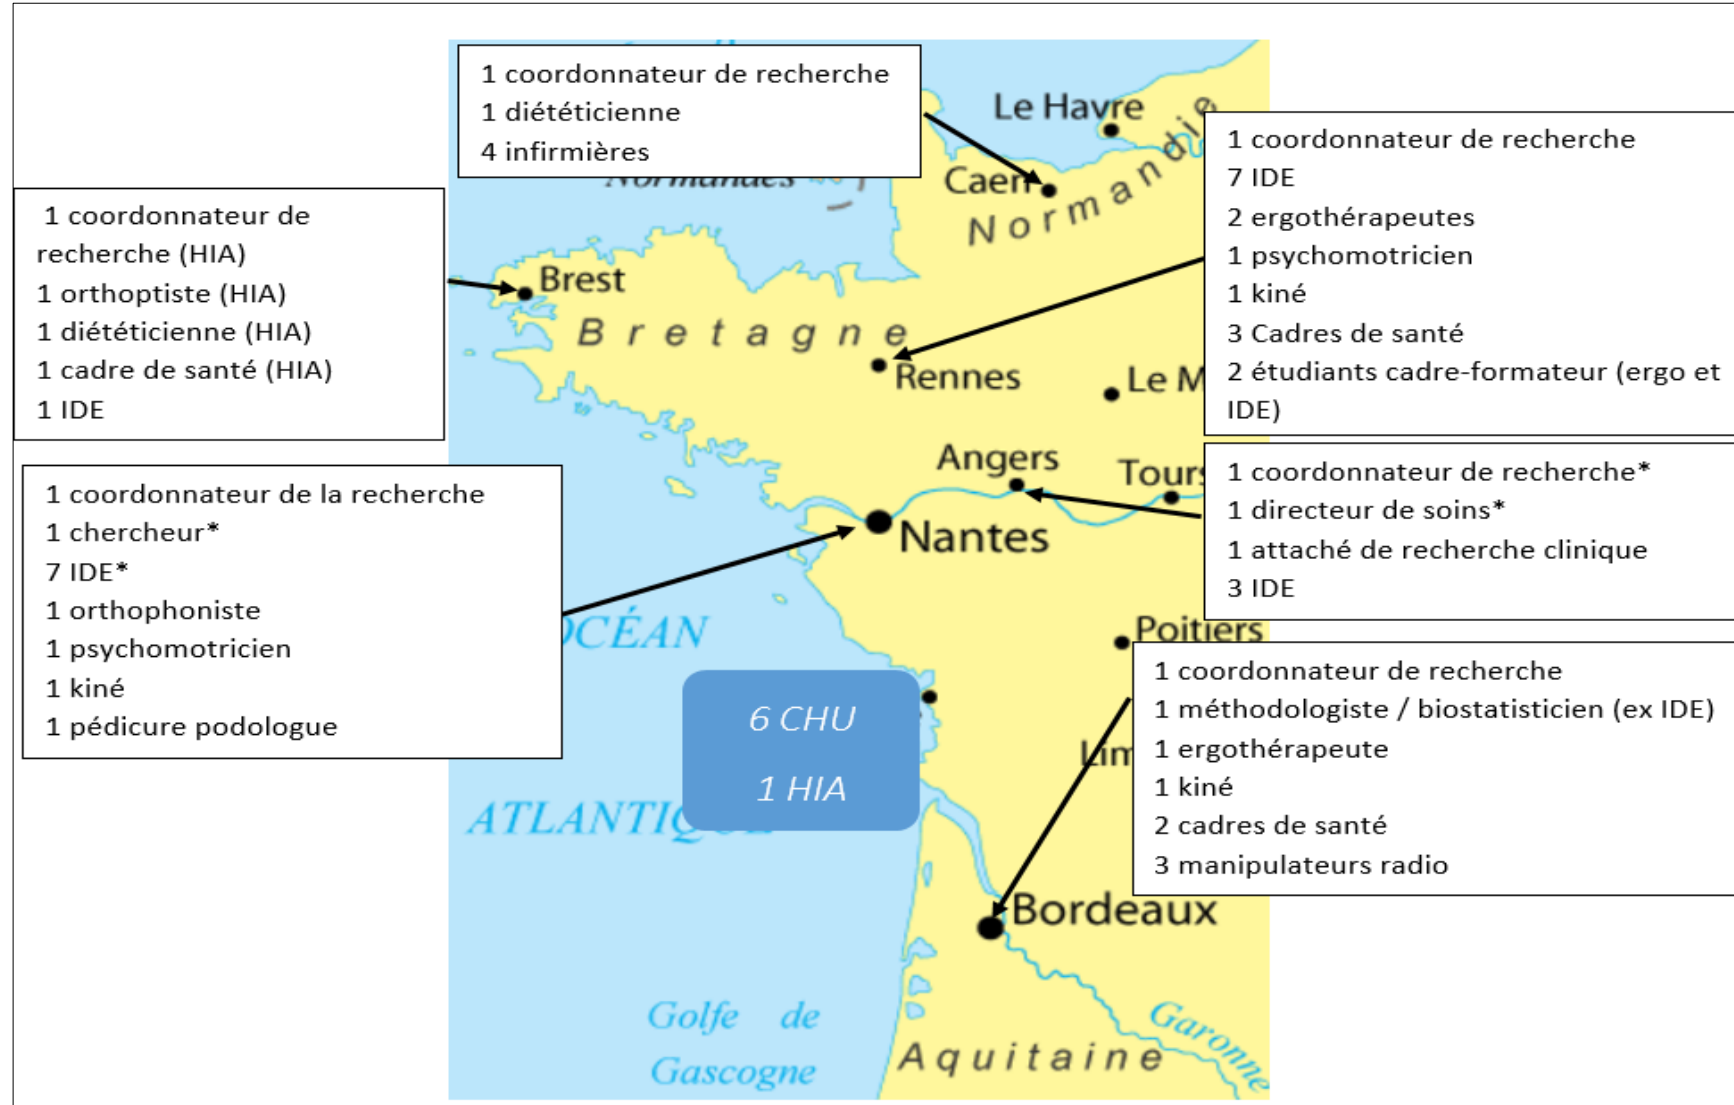 1 coordonnateur de recherche
1 diététicienne
4 infirmières
Le Havre
Caen
Normandie
1 coordonnateur de recherche
7 IDE
2 ergothérapeutes
1 psychomotricien
1 kiné
3 Cadres de santé
2 étudiants cadre-formateur (ergo et
IDE)
1 coordonnateur de
recherche (HIA)
1 orthoptiste (HIA)
1 diététicienne (HIA)
1 cadre de santé (HIA)
1 IDE
Brest
Bretagne
Rennes
Le M
Angers
Tours
Nantes
1 coordonnateur de la recherche
1 chercheur*
7 IDE*
1 orthophoniste
1 psychomotricien
1 kiné
1 pédicure podologue
1 coordonnateur de recherche*
1 directeur de soins*
1 attaché de recherche clinique
3 IDE
OCÉAN
Poitiers
6 CHU
1 HIA
1 coordonnateur de recherche
1 méthodologiste / biostatisticien (ex IDE)
1 ergothérapeute
1 kiné
2 cadres de santé
3 manipulateurs radio
Lim
Bordeaux
Golfe de
Gascogne
Aquitaine
Garonne